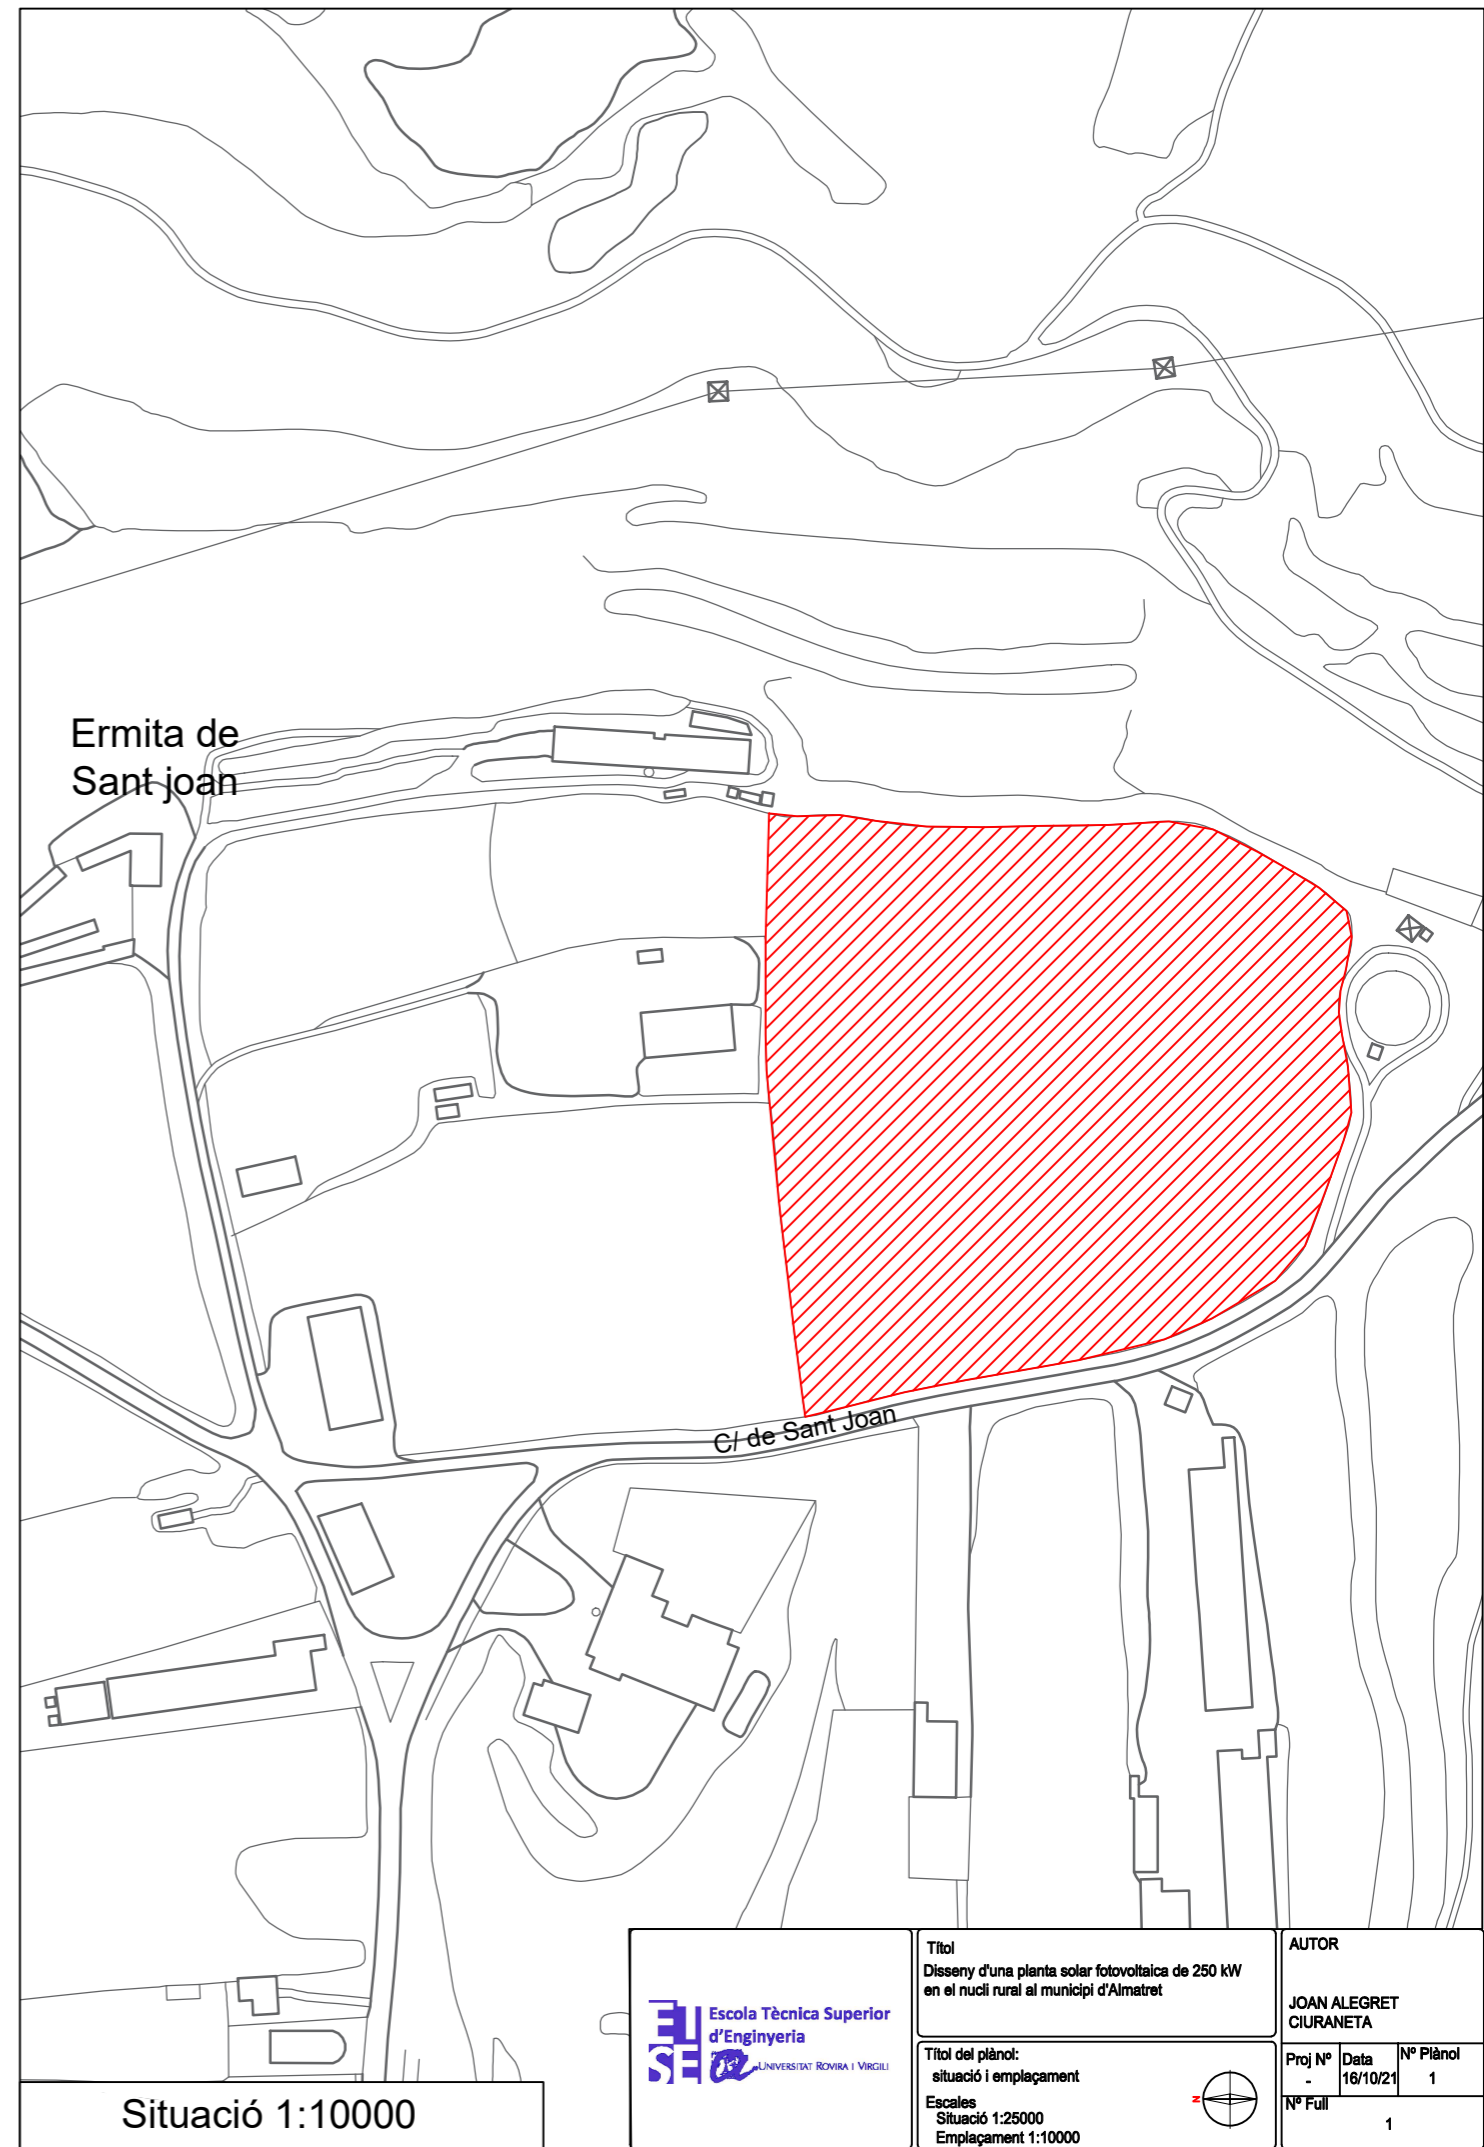 Ermita de
Sant joan
C/ de Sant Joan
Situació 1:10000
ET
SE
Escola Tècnica Superior
d'Enginyeria
UNIVERSITAT ROVIRA I VIRGILI
Títol
Disseny d'una planta solar fotovoltaica de 250 kW
en el nucli rural al municipi d'Almatret
Títol del plànol:
situació i emplaçament
Escales
Situació 1:25000
Emplaçament 1:10000
N
AUTOR
JOAN ALEGRET
CIURANETA
Proj Nº
-
Data
16/10/21
Nº Plànol
1
Nº Full
1